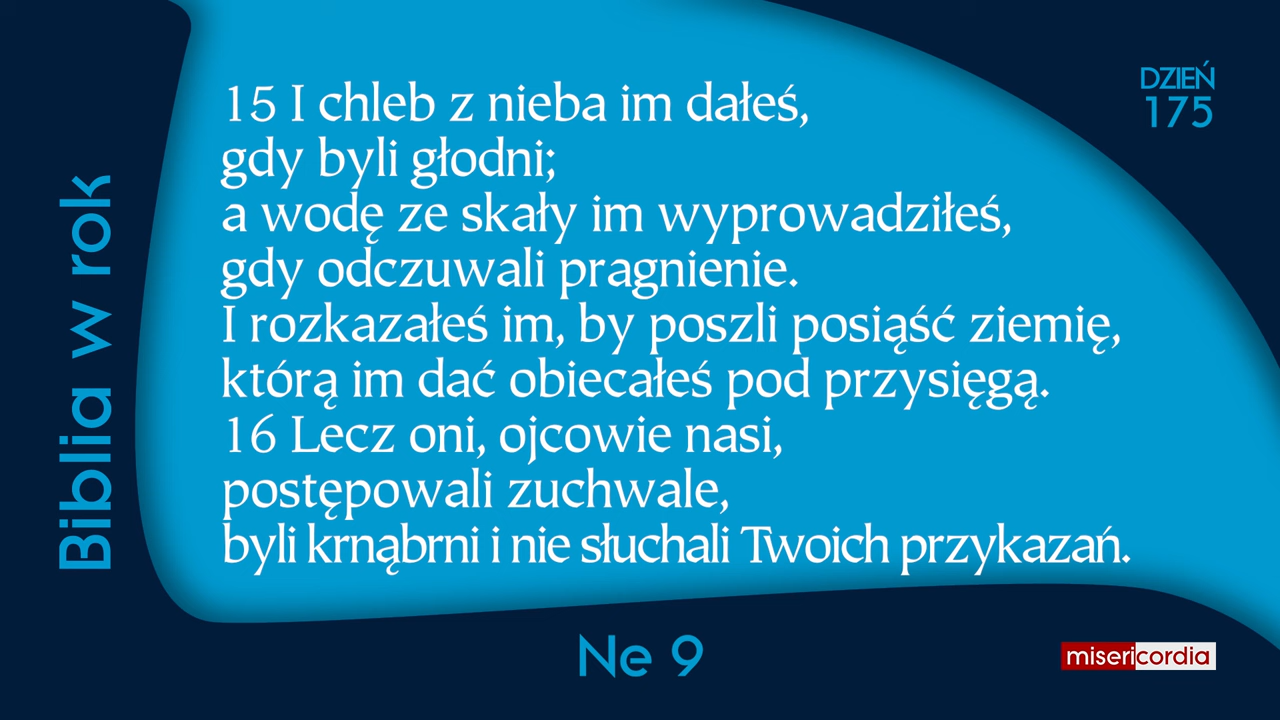 DZIEŃ
175
15 I chleb z nieba im dałeś,
gdy byli głodni;
a wodę ze skały im wyprowadziłeś,
gdy odczuwali pragnienie.
I rozkazałeś im, by poszli posiąść ziemię,
którą im dać obiecałeś pod przysięgą.
16 Lecz oni, ojcowie nasi,
postępowali zuchwale,
byli krnąbrni i nie słuchali Twoich przykazań.
Biblia w rok
Ne 9
misericordia